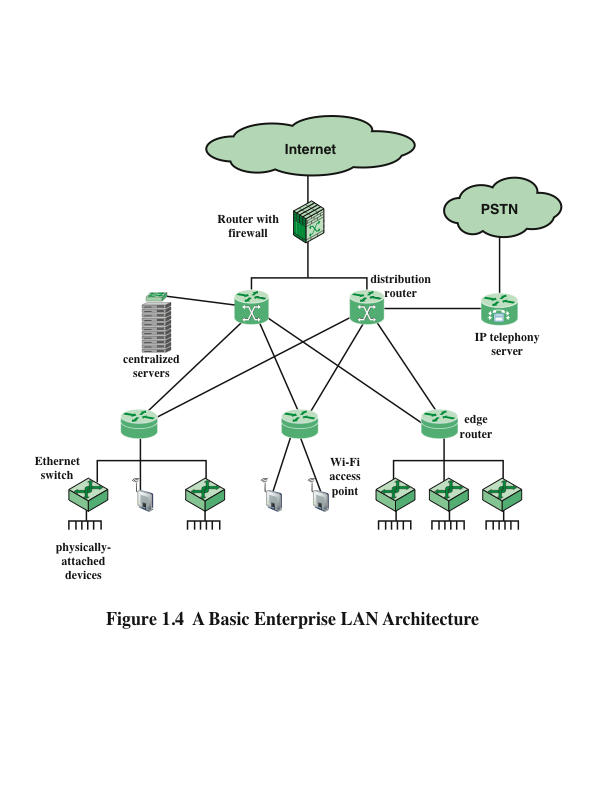 Internet
PSTN
Router with
firewall
distribution
router
IP telephony
server
centralized
servers
edge
router
Ethernet
switch
Wi-Fi
access
point
physically-
attached
devices
Figure 1.4 A Basic Enterprise LAN Architecture